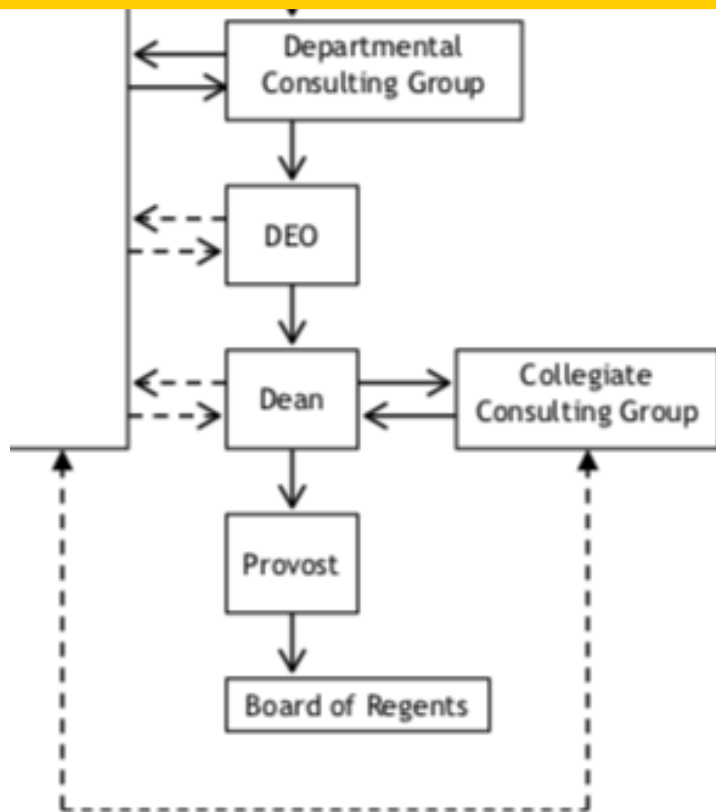 Departmental
Consulting Group
DEO
Dean
Collegiate
Consulting Group
Provost
Board of Regents